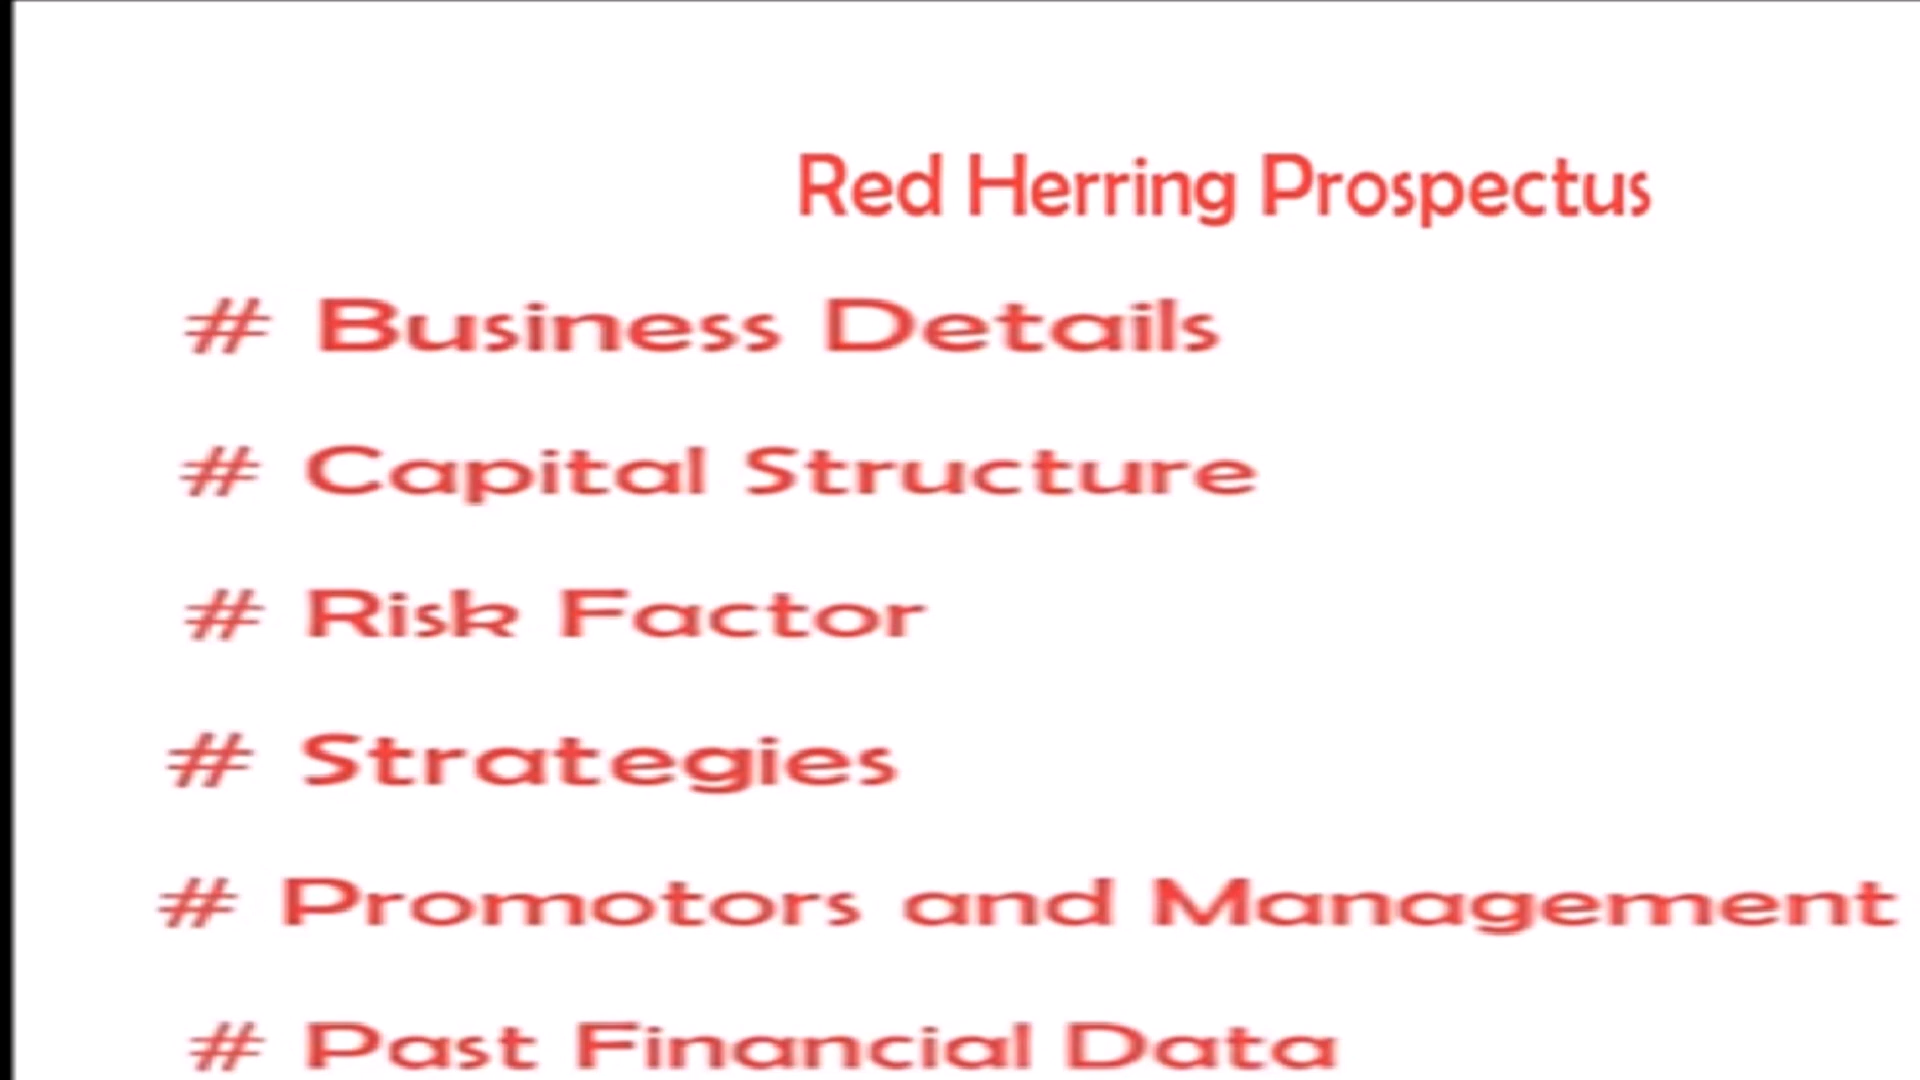 Red Herring Prospectus
# Business Details
# Capital Structure
# Risk Factor
# Strategies
# Promotors and Management
# Past Financial Data